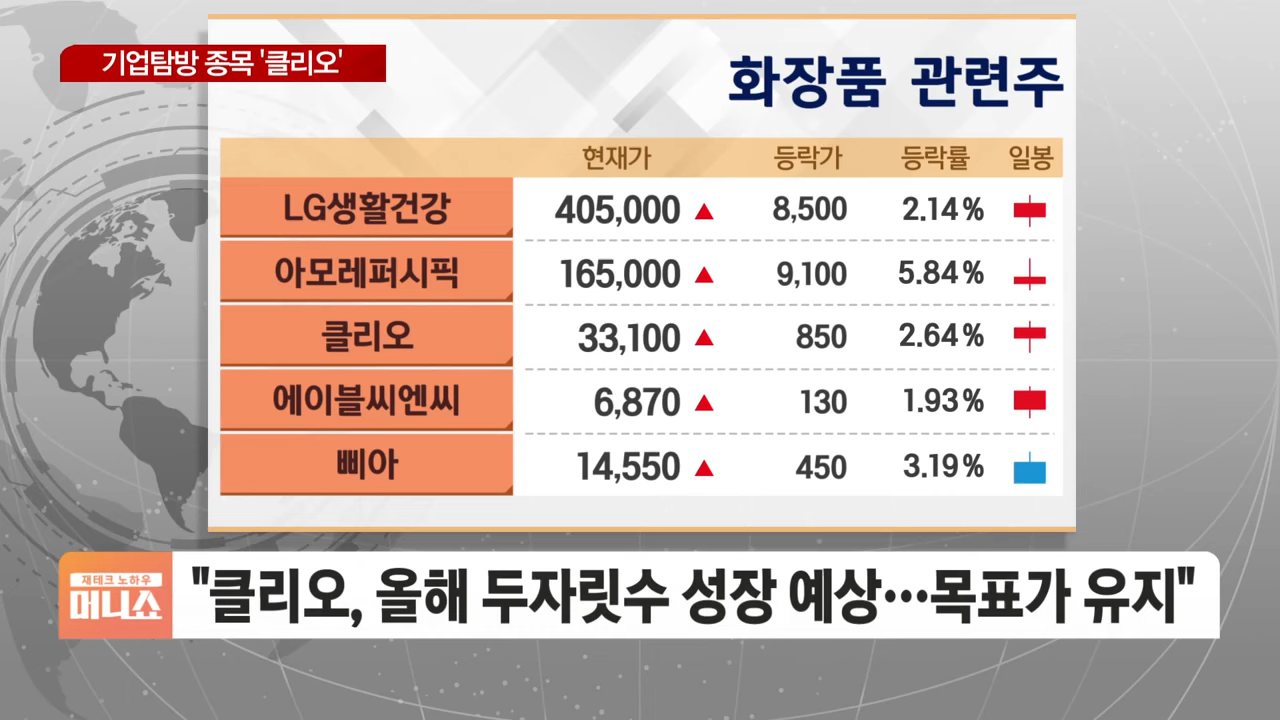 기업탐방 종목 '클리오'
화장품 관련주
현재가 등락가 등락률 일봉
LG생활건강 405,000 ▲ 8,500 2.14%
아모레퍼시픽 165,000 ▲ 9,100 5.84%
클리오 33,100 ▲ 850 2.64%
에이블씨엔씨 6,870 ▲ 130 1.93%
삐아 14,550 ▲ 450 3.19%
재테크 노하우
머니쇼
"클리오, 올해 두자릿수 성장 예상…목표가 유지"